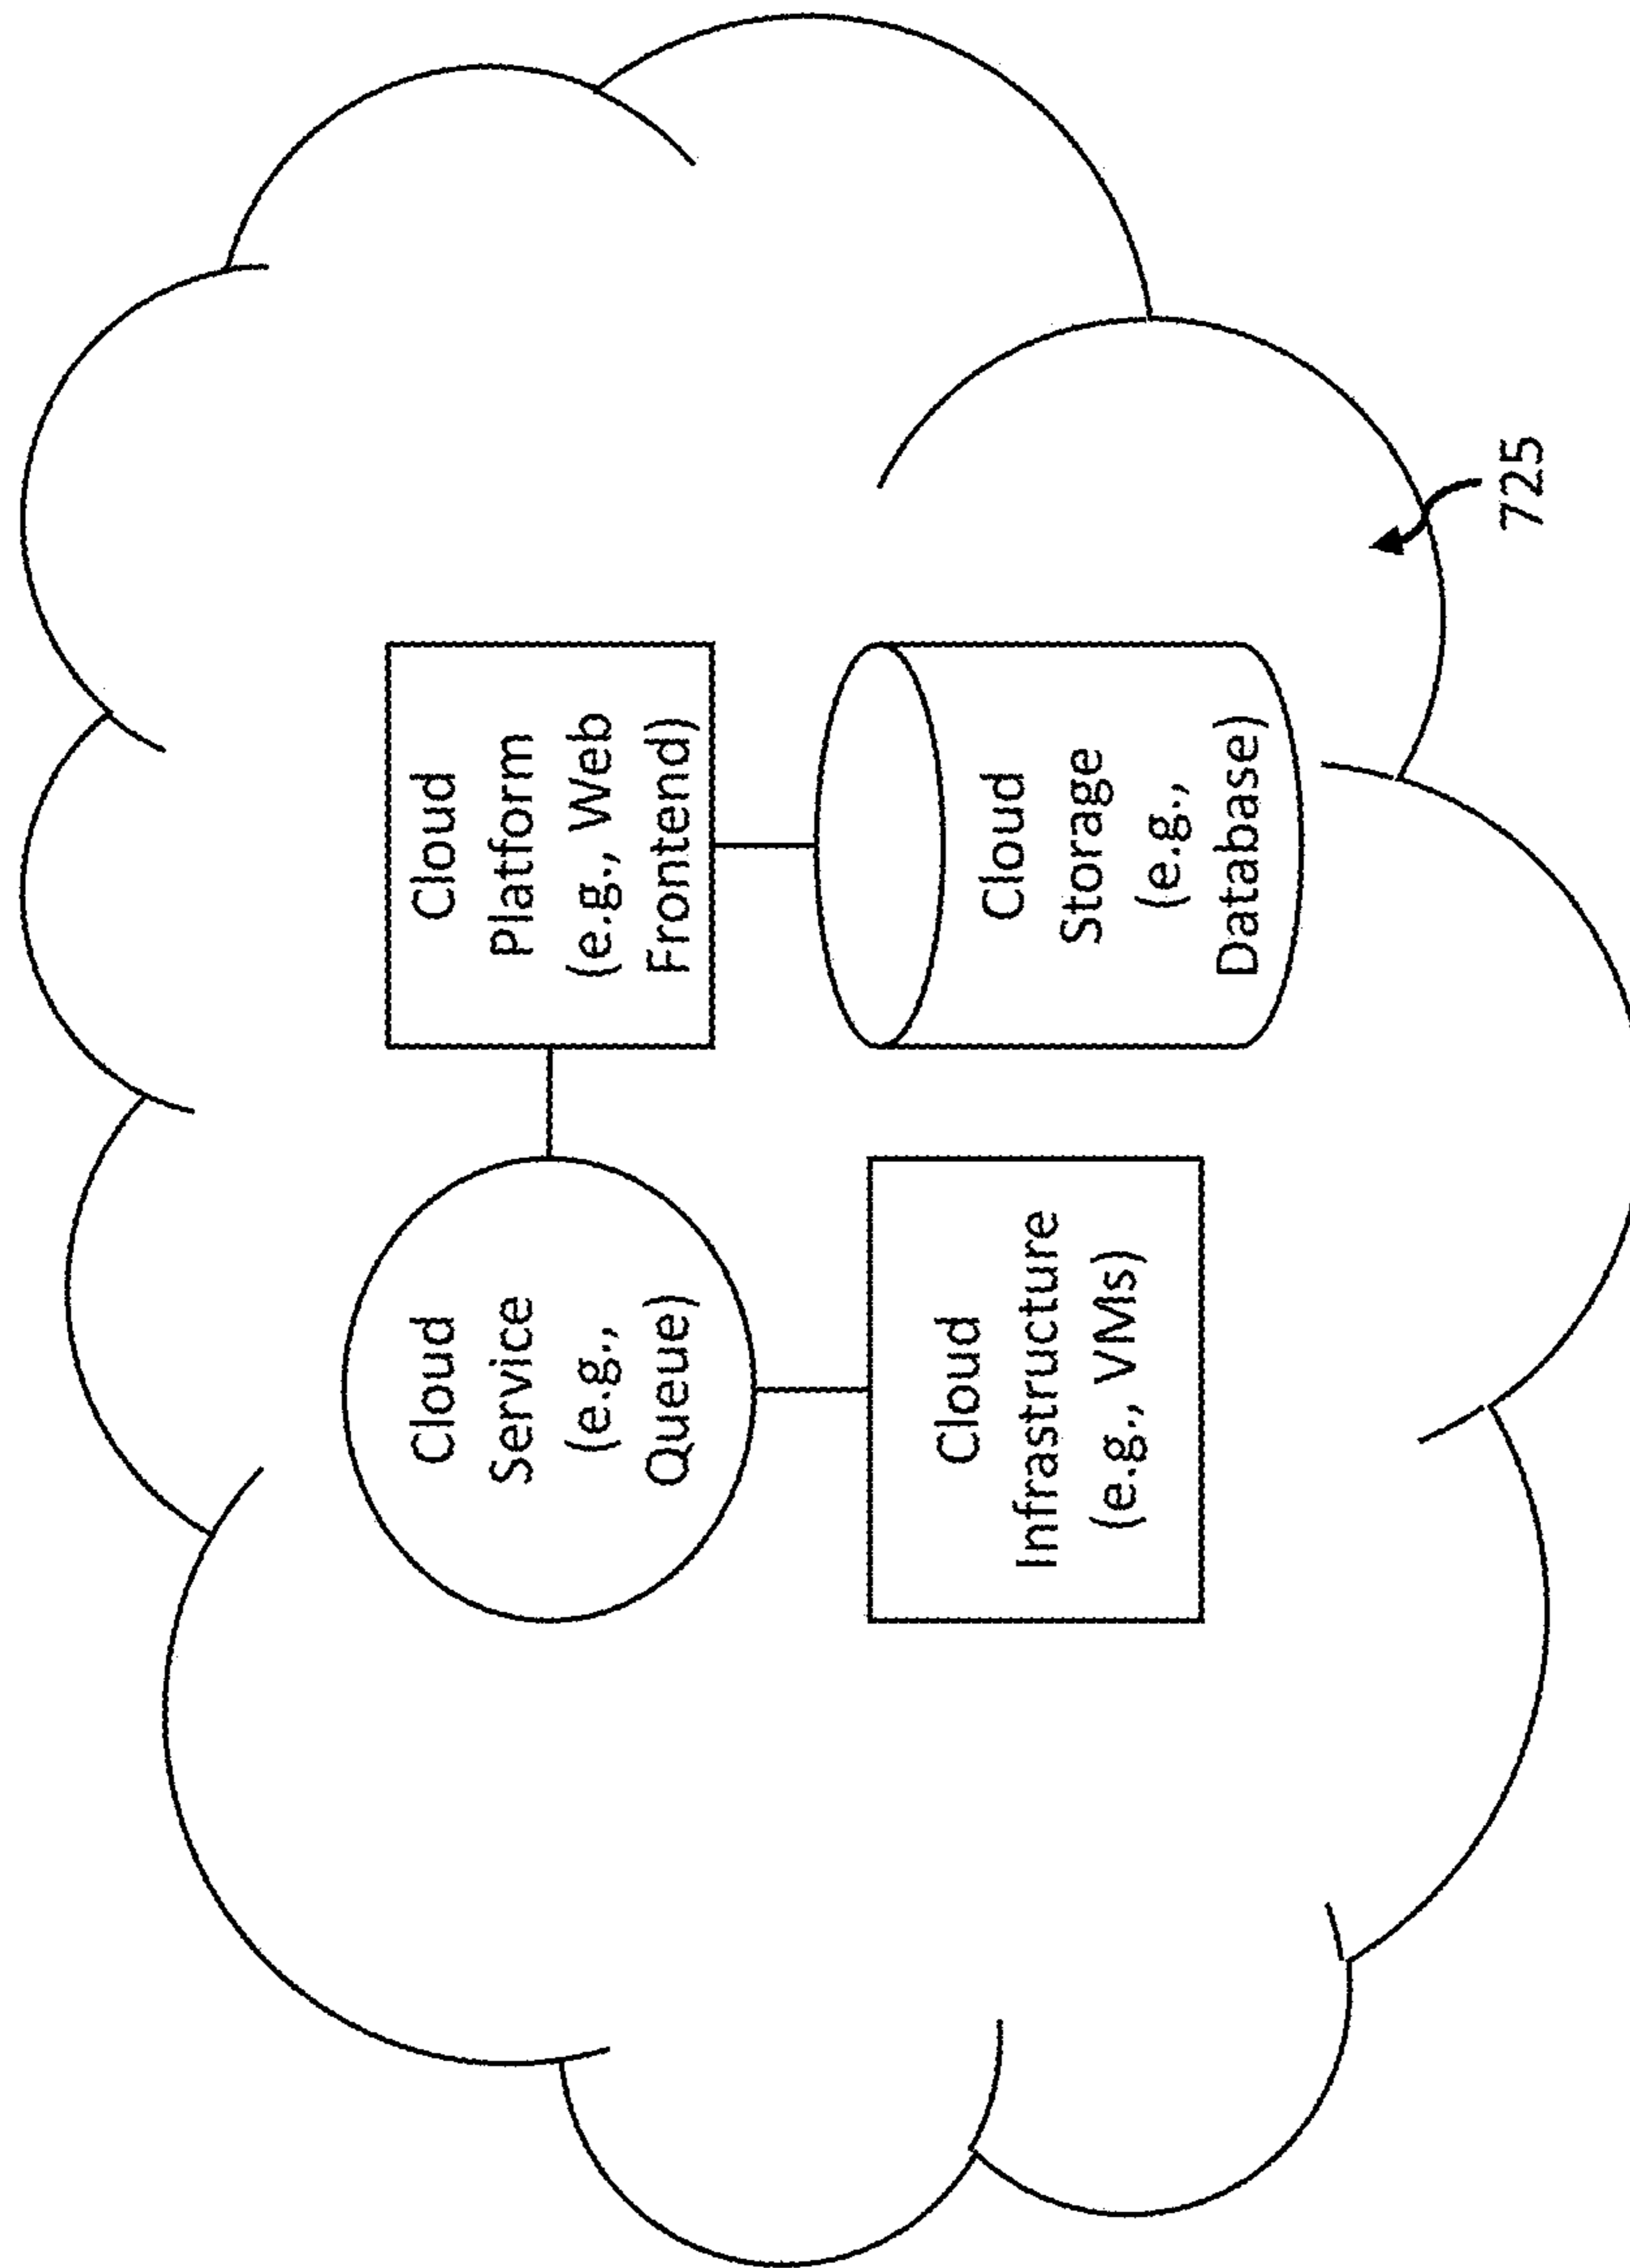 Cloud
Service
(e.g.,
Queue)
Cloud
Platform
(e.g., Web
Frontend)
Cloud
Infrastructure
(e.g., VMs)
Cloud
Storage
(e.g.,
Database)
725